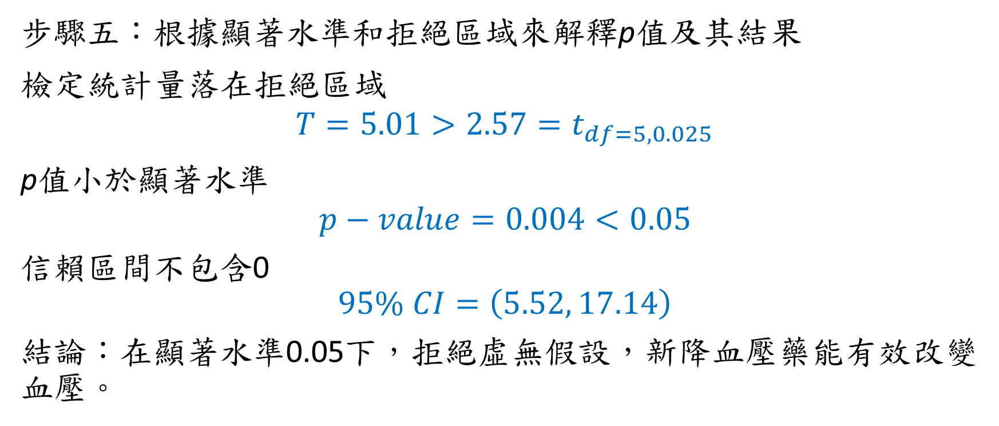 步驟五：根據顯著水準和拒絕區域來解釋p值及其結果
檢定統計量落在拒絕區域
T = 5.01 > 2.57 = t_{df=5,0.025}
p值小於顯著水準
p − value = 0.004 < 0.05
信賴區間不包含0
95% CI = (5.52, 17.14)
結論：在顯著水準0.05下，拒絕虛無假設，新降血壓藥能有效改變
血壓。